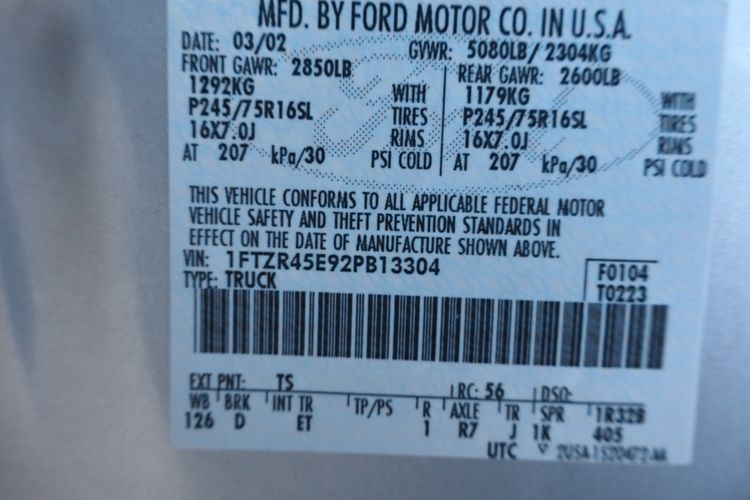 MFD. BY FORD MOTOR CO. IN U.S.A.
DATE: 03/02 GVWR: 5080LB/ 2304KG
FRONT GAWR: 2850LB REAR GAWR: 2600LB
1292KG WITH 1179KG WITH
P245/75R16SL TIRES P245/75R16SL TIRES
16X7.0J RIMS 16X7.0J RIMS
AT 207 kPa/30 PSI COLD AT 207 kPa/30 PSI COLD
THIS VEHICLE CONFORMS TO ALL APPLICABLE FEDERAL MOTOR
VEHICLE SAFETY AND THEFT PREVENTION STANDARDS IN
EFFECT ON THE DATE OF MANUFACTURE SHOWN ABOVE.
VIN: 1FTZR45E92PB13304 F0104
TYPE: TRUCK T0223
EXT PNT: TS RC: 56 DSO:
WB BRK INT TR TP/PS R AXLE TR SPR 1R328
126 D ET 1 R7 J 1K 405
UTC